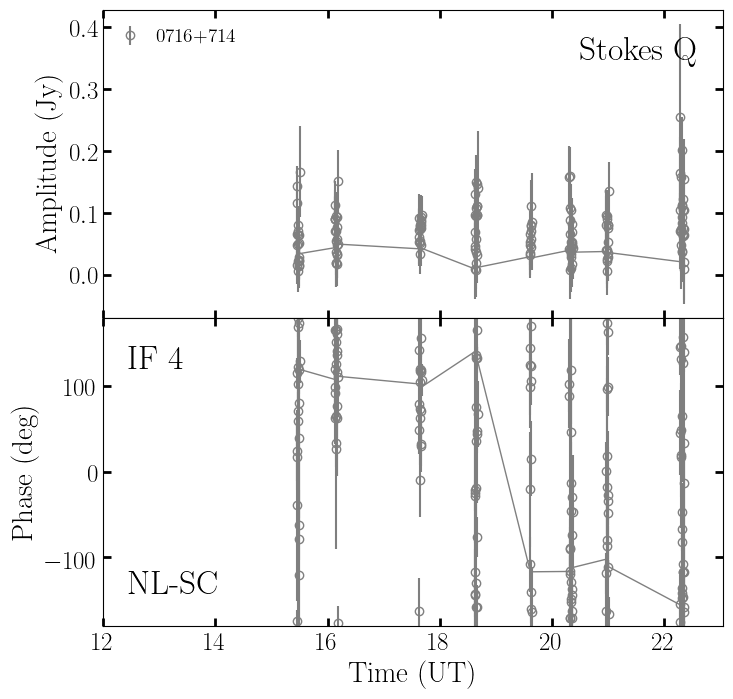 0716+714
Stokes Q
Amplitude (Jy)
0.4
0.3
0.2
0.1
0.0
IF 4
NL-SC
Phase (deg)
100
0
−100
12 14 16 18 20 22
Time (UT)